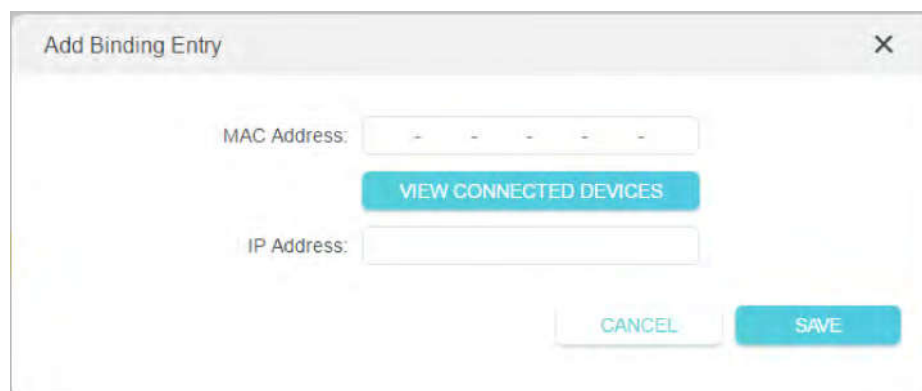 Add Binding Entry
MAC Address: - - - - -
VIEW CONNECTED DEVICES
IP Address:
CANCEL SAVE